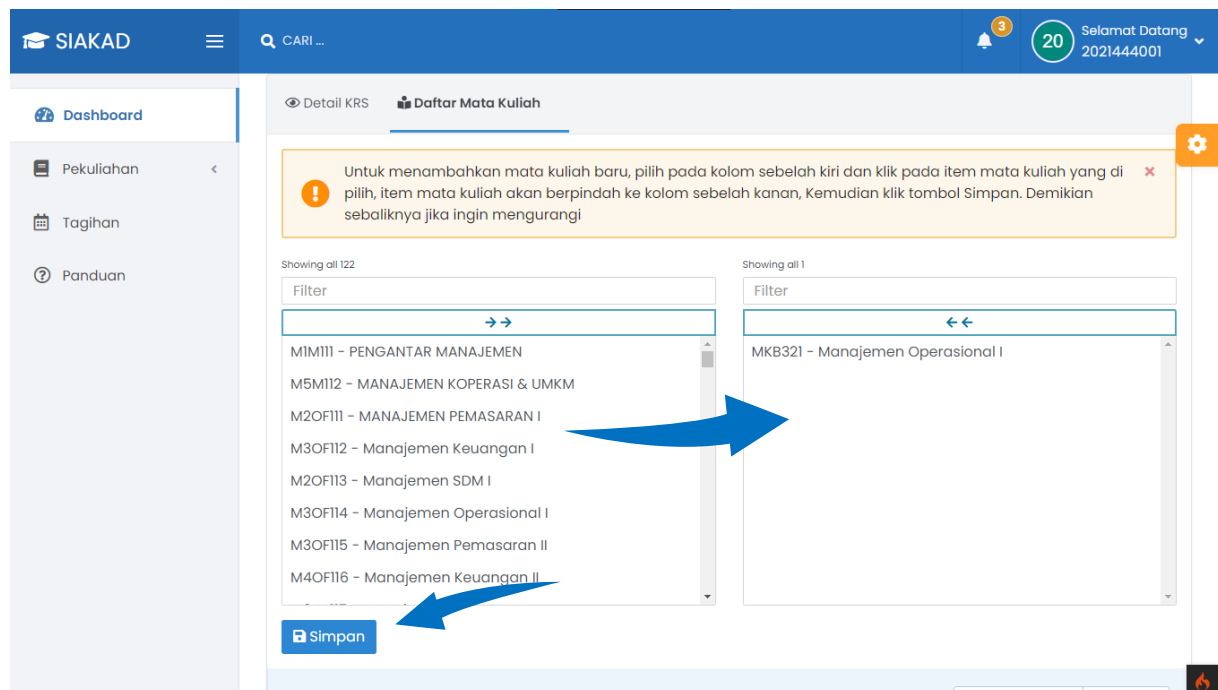 SIAKAD
CARI ...
3
20
Selamat Datang
2021444001
Dashboard
Pekuliahan
Tagihan
Panduan
Detail KRS
Daftar Mata Kuliah
Untuk menambahkan mata kuliah baru, pilih pada kolom sebelah kiri dan klik pada item mata kuliah yang di
pilih, item mata kuliah akan berpindah ke kolom sebelah kanan, Kemudian klik tombol Simpan. Demikian
sebaliknya jika ingin mengurangi
Showing all 122
Filter
M1M111 - PENGANTAR MANAJEMEN
M5M112 - MANAJEMEN KOPERASI & UMKM
M2OF111 - MANAJEMEN PEMASARAN I
M3OF112 - Manajemen Keuangan I
M2OF113 - Manajemen SDM I
M3OF114 - Manajemen Operasional I
M3OF115 - Manajemen Pemasaran II
M4OF116 - Manajemen Keuangan II
Showing all 1
Filter
MKB321 - Manajemen Operasional I
Simpan